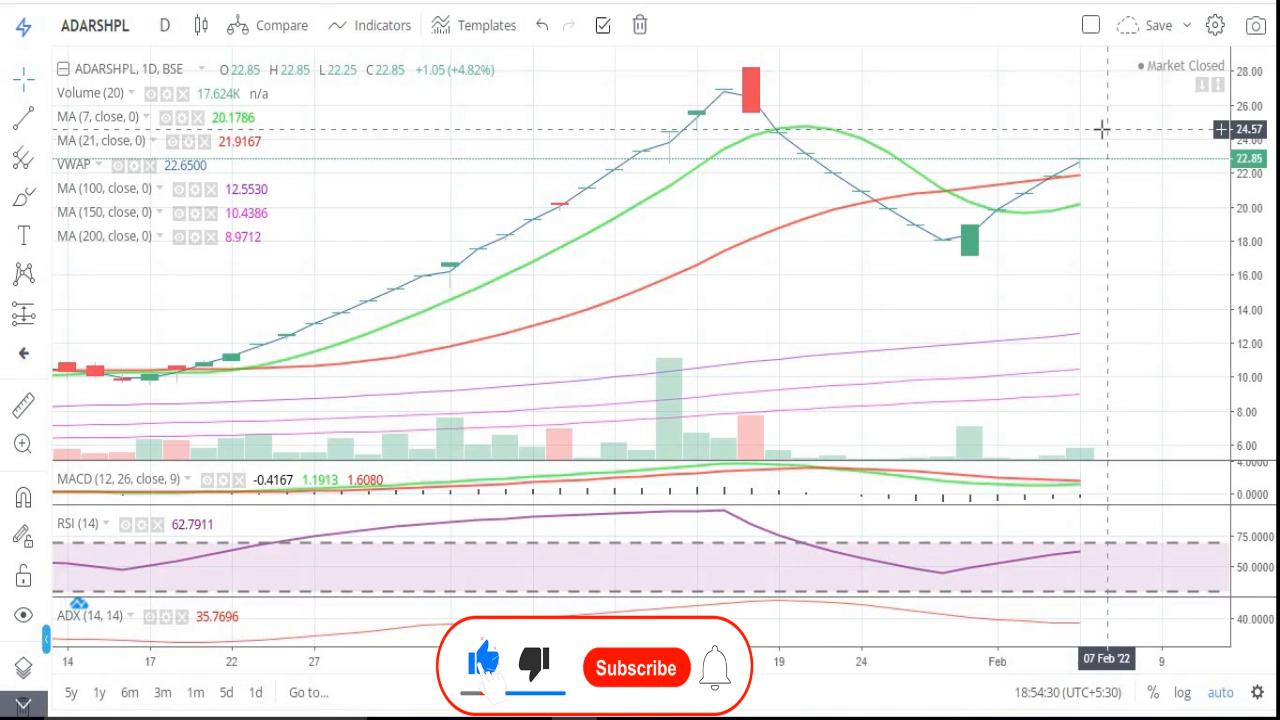 ADARSHPL D Compare Indicators Templates Save
ADARSHPL, 1D, BSE O 22.85 H 22.85 L 22.25 C 22.85 +1.05 (+4.82%)
Market Closed
Volume (20) 17.624K n/a
MA (7, close, 0) 20.1786
MA (21, close, 0) 21.9167
VWAP 22.6500
MA (100, close, 0) 12.5530
MA (150, close, 0) 10.4386
MA (200, close, 0) 8.9712
28.00
26.00
24.57
24.00
22.85
22.00
20.00
18.00
16.00
14.00
12.00
10.00
8.00
6.00
MACD (12, 26, close, 9) -0.4167 1.1913 1.6080
4.0000
0.0000
RSI (14) 62.7911
75.0000
50.0000
ADX (14, 14) 35.7696
40.0000
14 17 22 27 19 24 Feb 07 Feb '22 9
Subscribe
5y 1y 6m 3m 1m 5d 1d Go to... 18:54:30 (UTC+5:30) % log auto